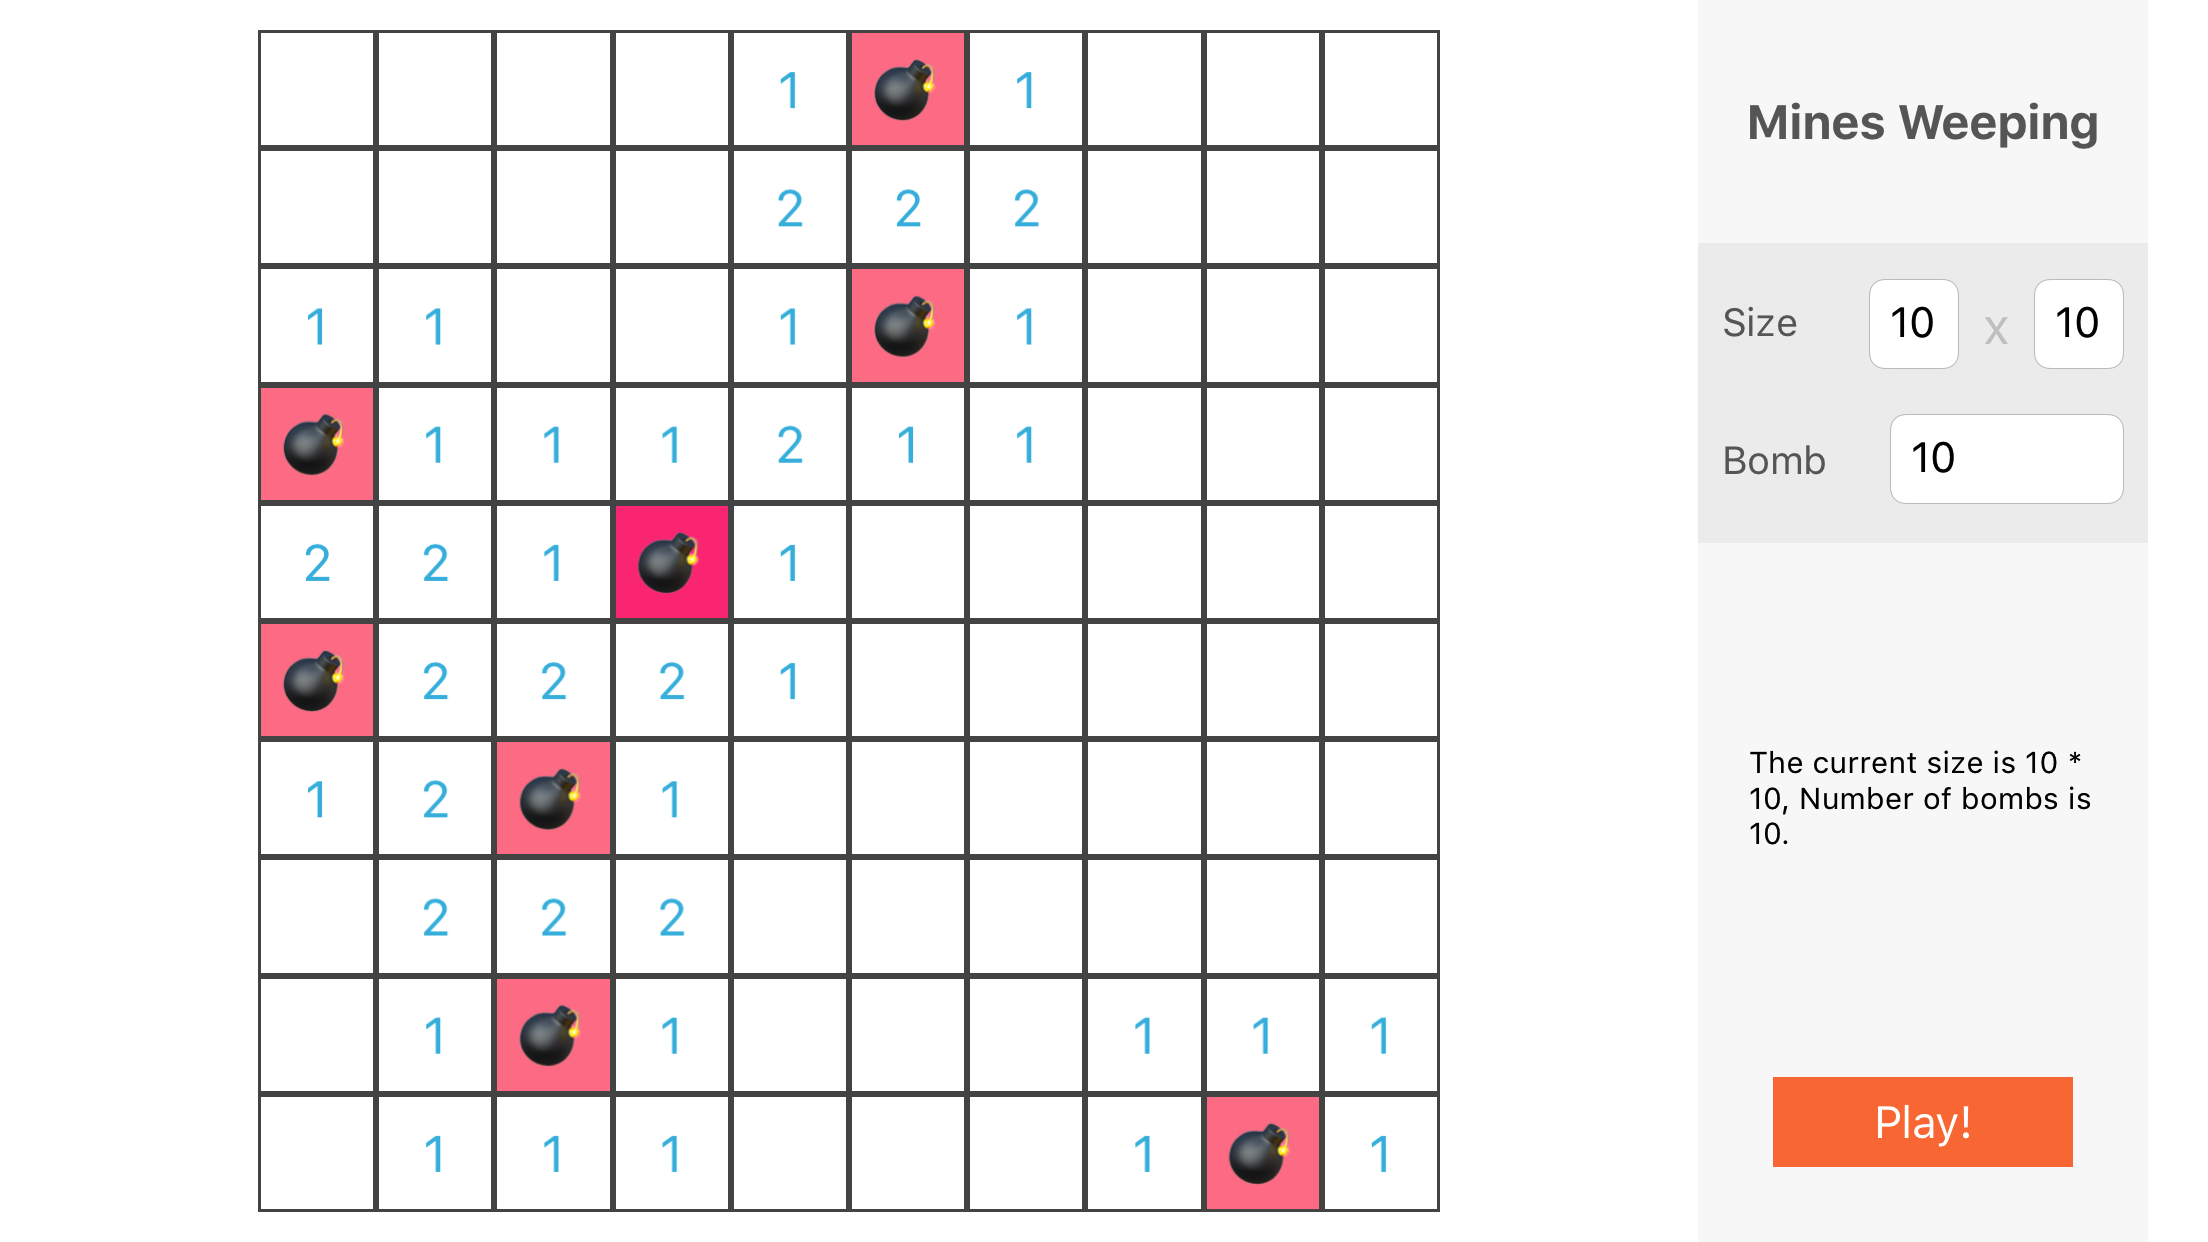 1 1
2 2 2
1 1 1 1
1 1 1 2 1 1
2 2 1 1
2 2 2 1
1 2 1
2 2 2
1 1 1 1 1
1 1 1 1 1
Mines Weeping
Size 10 x 10
Bomb 10
The current size is 10 *
10, Number of bombs is
10.
Play!